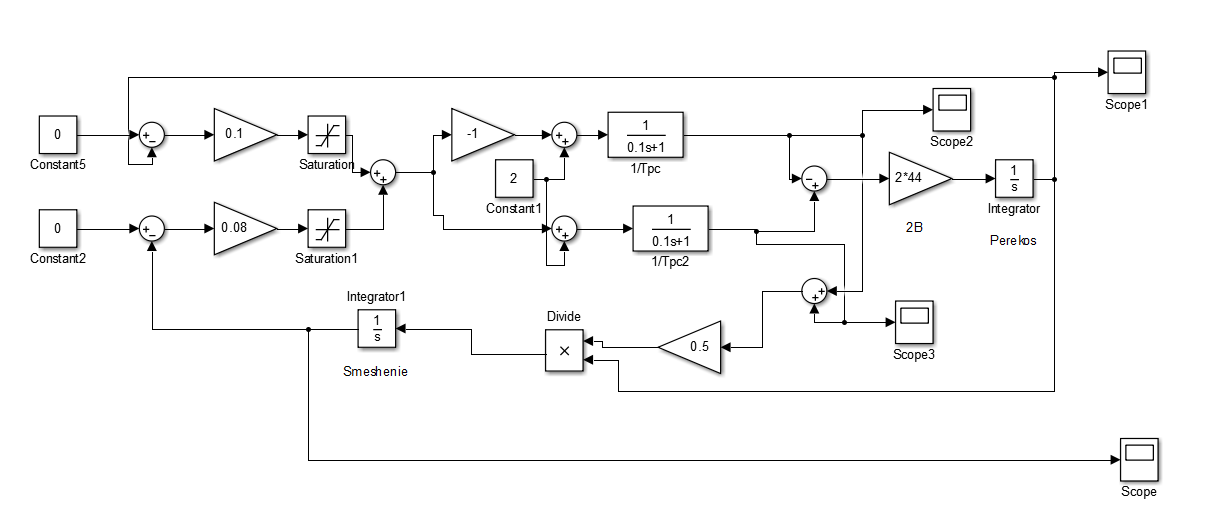 Scope1
0
Constant5
+
−
0.1
Saturation
+
+
-1
+
+
1
0.1s+1
1/Tpc
Scope2
2
Constant1
−
+
2*44
2B
1
s
Integrator
Perekos
0
Constant2
+
−
0.08
Saturation1
+
+
1
0.1s+1
1/Tpc2
Integrator1
1
s
Smeshenie
Divide
×
0.5
+
+
Scope3
Scope